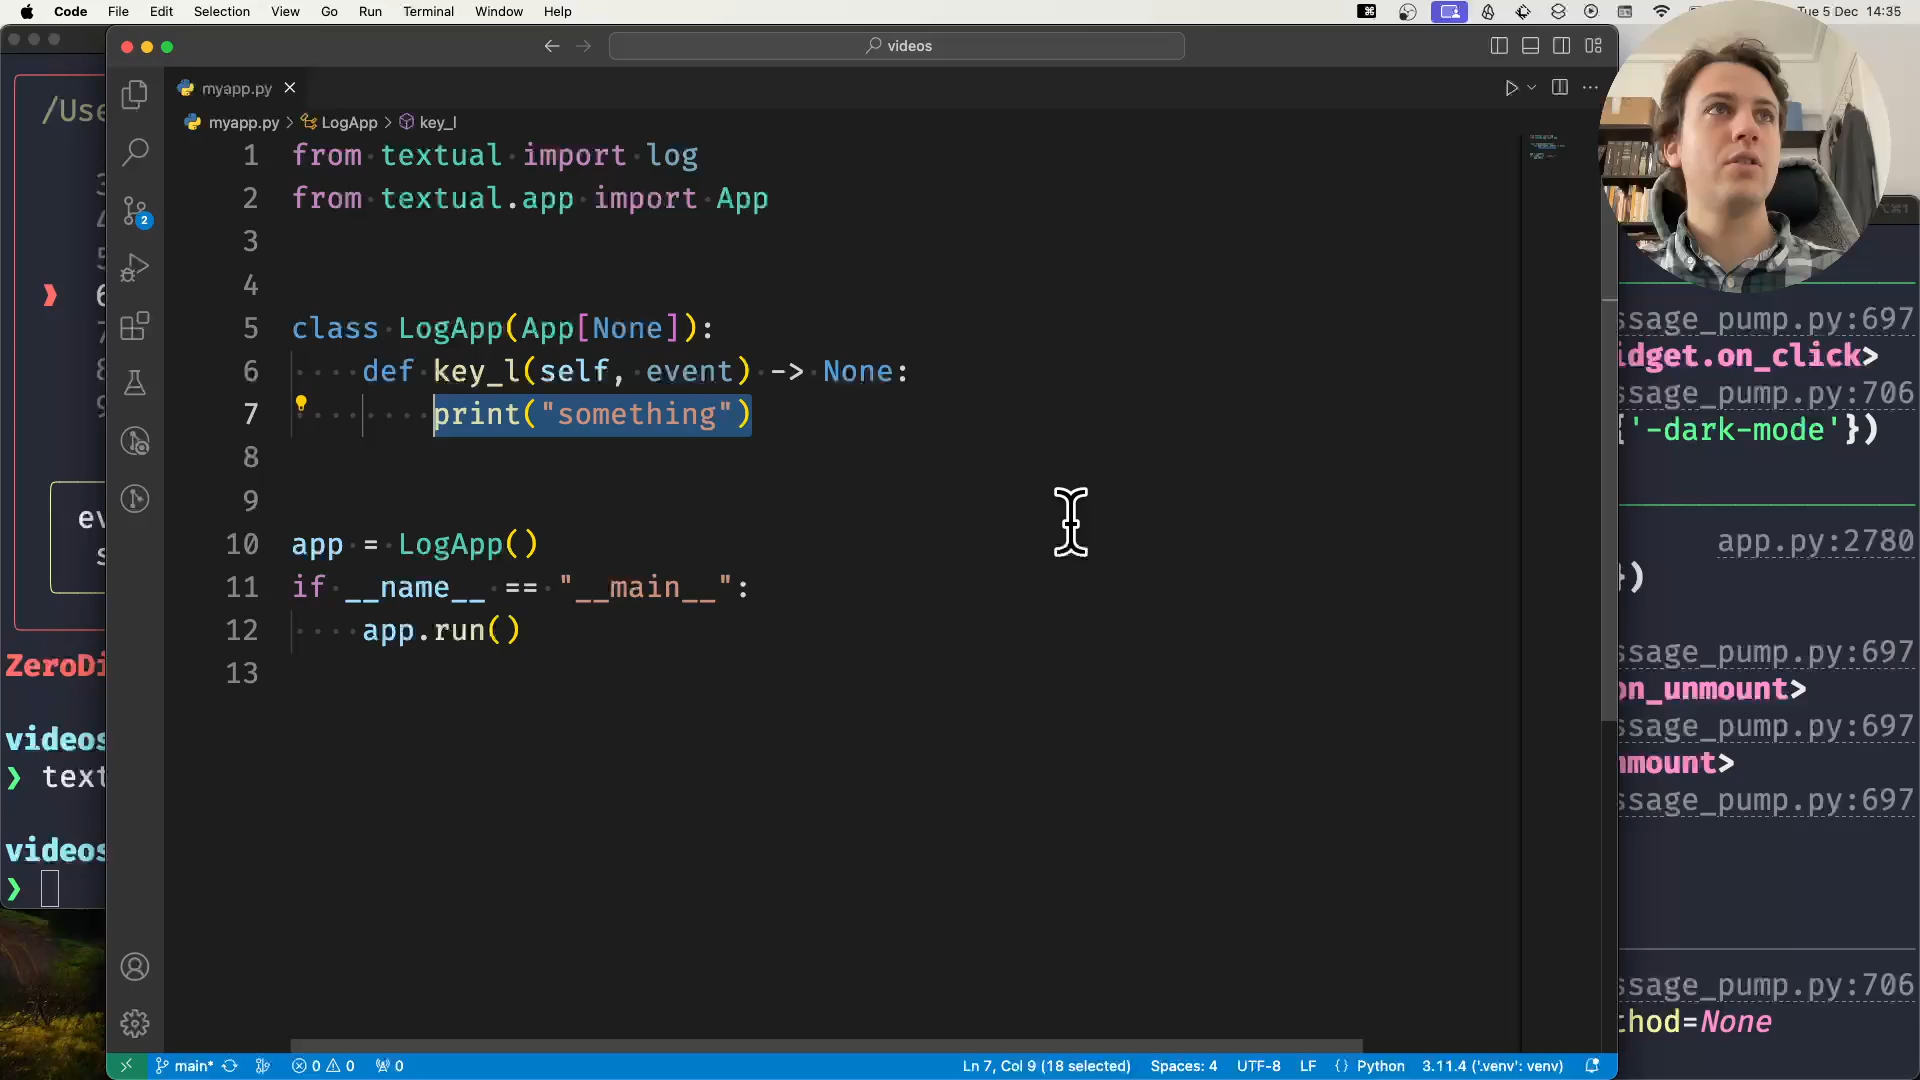 Code File Edit Selection View Go Run Terminal Window Help
Tue 5 Dec 14:35
videos
myapp.py
myapp.py > LogApp > key_l
1 from textual import log
2 from textual.app import App
3
4
5 class LogApp(App[None]):
6 def key_l(self, event) -> None:
7 print("something")
8
9
10 app = LogApp()
11 if __name__ == "__main__":
12 app.run()
13
2
/Use
❱
ev
s
ZeroDi
videos
❯ text
videos
❯
⌥⌘1
ssage_pump.py:697
idget.on_click>
ssage_pump.py:706
'-dark-mode'})
app.py:2780
})
ssage_pump.py:697
on_unmount>
ssage_pump.py:697
nmount>
ssage_pump.py:697
ssage_pump.py:706
thod=None
main* 0 0 0 Ln 7, Col 9 (18 selected) Spaces: 4 UTF-8 LF {} Python 3.11.4 ('.venv': venv)